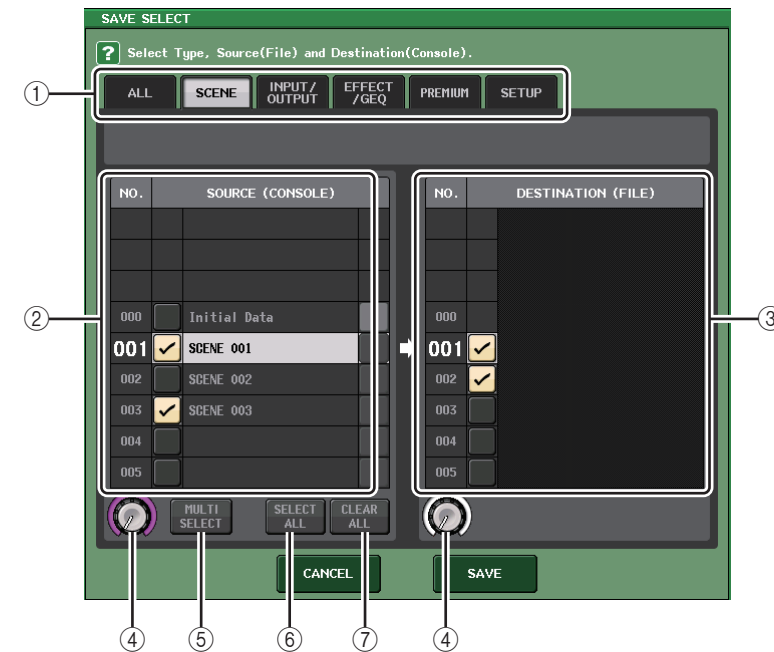 SAVE SELECT
? Select Type, Source(File) and Destination(Console).
① ALL SCENE INPUT/OUTPUT EFFECT/GEQ PREMIUM SETUP
NO. SOURCE (CONSOLE) NO. DESTINATION (FILE)
② 000 Initial Data 000 ③
001 SCENE 001 001
002 SCENE 002 002
003 SCENE 003 003
004 004
005 005
MULTI SELECT SELECT ALL CLEAR ALL
CANCEL SAVE
④ ⑤ ⑥ ⑦ ④